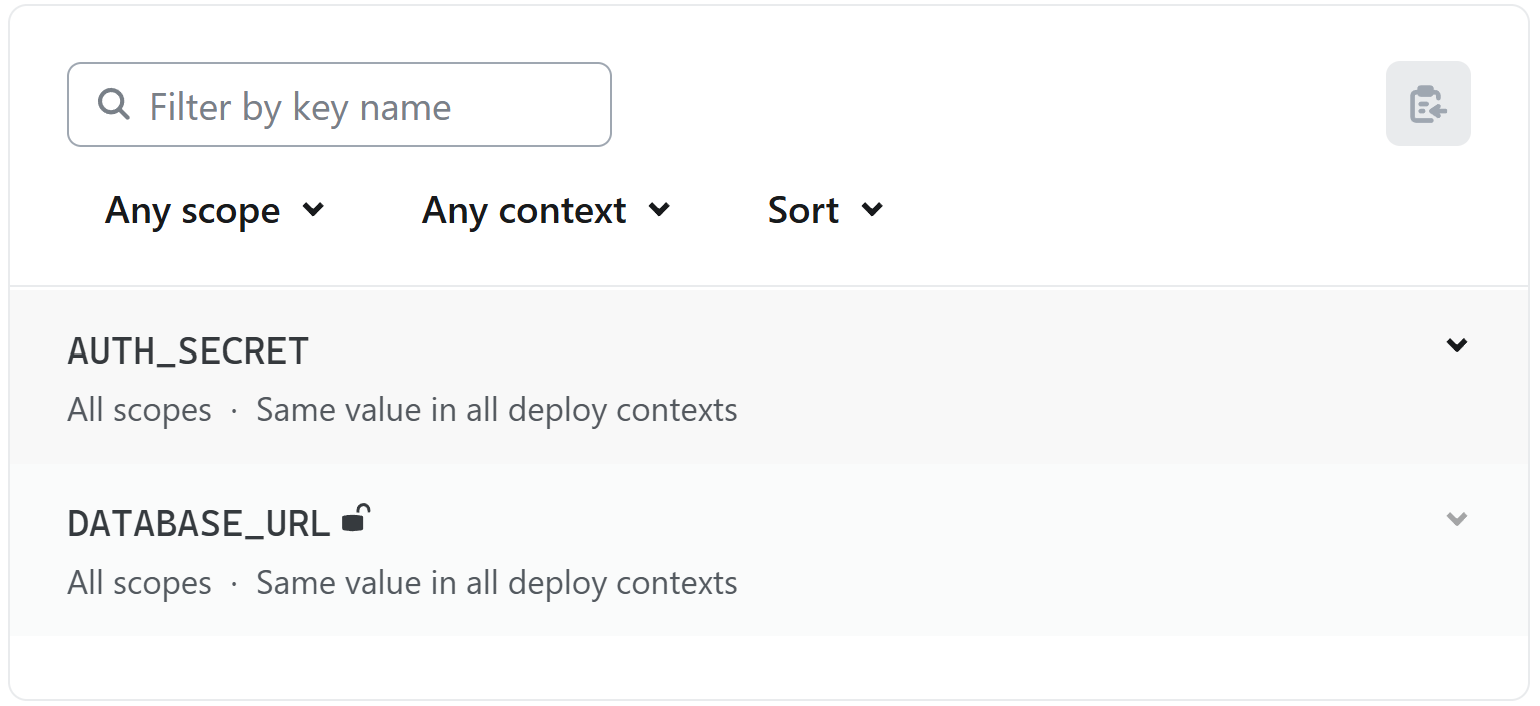 Filter by key name
Any scope Any context Sort
AUTH_SECRET
All scopes · Same value in all deploy contexts
DATABASE_URL
All scopes · Same value in all deploy contexts